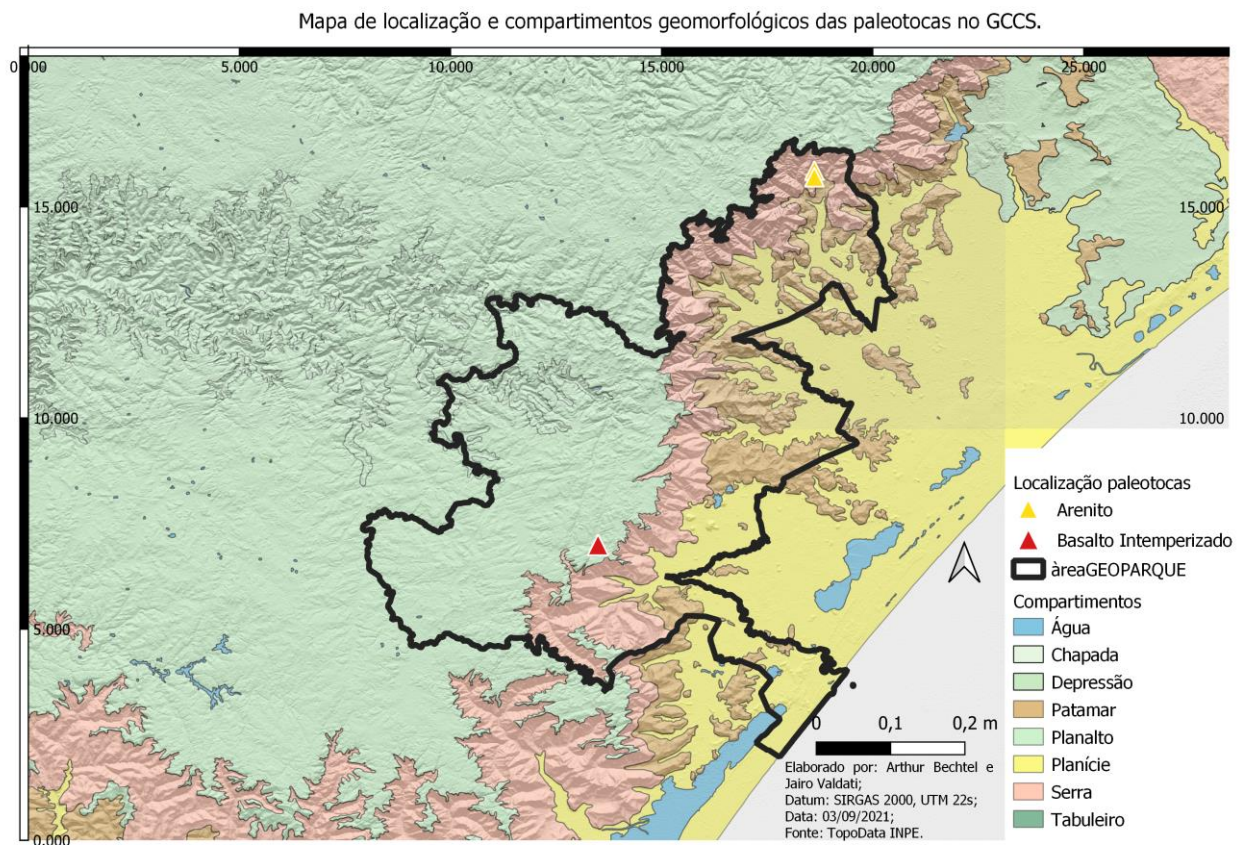 Mapa de localização e compartimentos geomorfológicos das paleotocas no GCCS.
0.000 5.000 10.000 15.000 20.000 25.000
15.000 15.000
10.000 10.000
5.000
0.000
Localização paleotocas
Arenito
Basalto Intemperizado
àreaGEOPARQUE
Compartimentos
Água
Chapada
Depressão
Patamar
Planalto
Planície
Serra
Tabuleiro
0 0,1 0,2 m
Elaborado por: Arthur Bechtel e
Jairo Valdati;
Datum: SIRGAS 2000, UTM 22s;
Data: 03/09/2021;
Fonte: TopoData INPE.